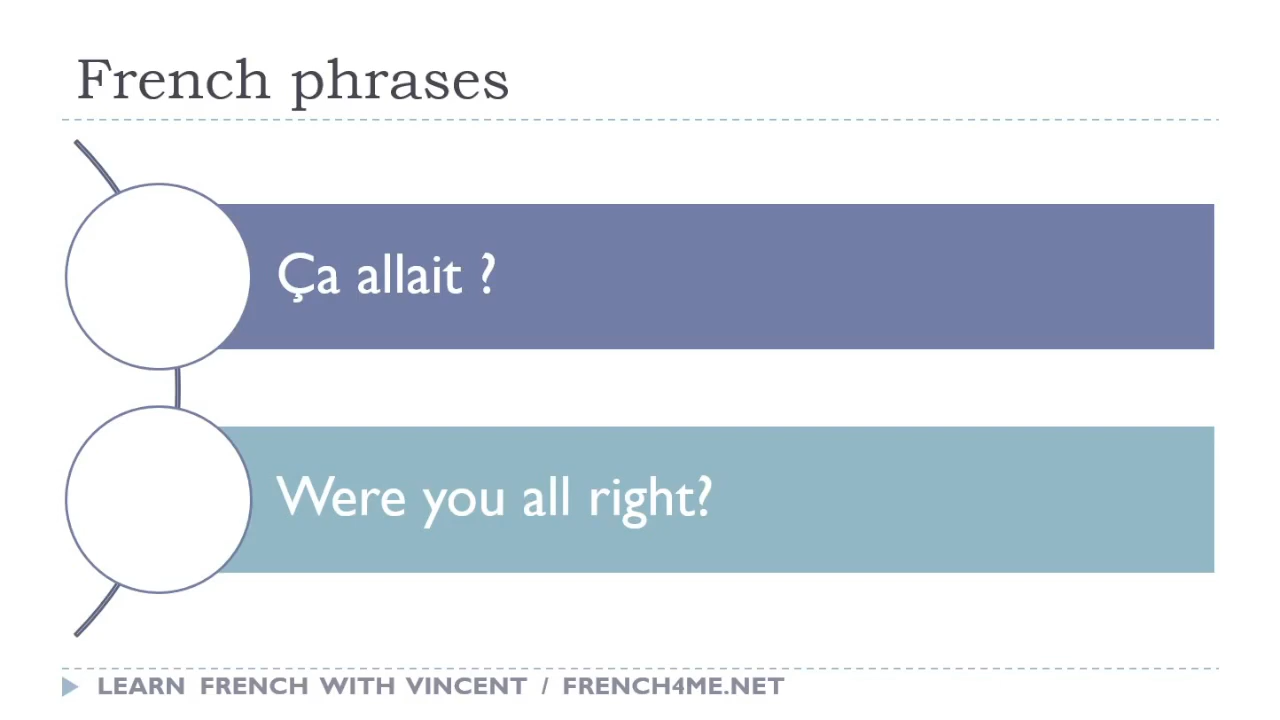 French phrases
Ça allait ?
Were you all right?
LEARN FRENCH WITH VINCENT / FRENCH4ME.NET